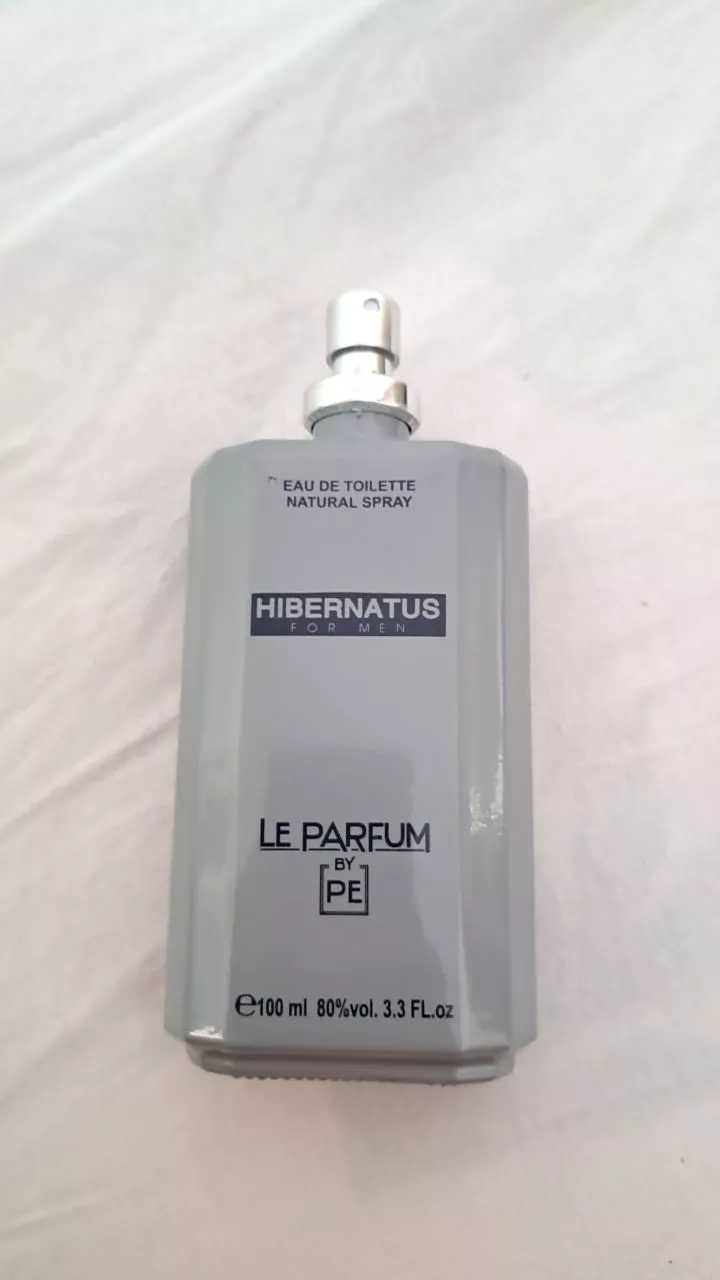 EAU DE TOILETTE
NATURAL SPRAY
HIBERNATUS
FOR MEN
LE PARFUM
BY
PE
℮100 ml 80%vol. 3.3 FL.oz